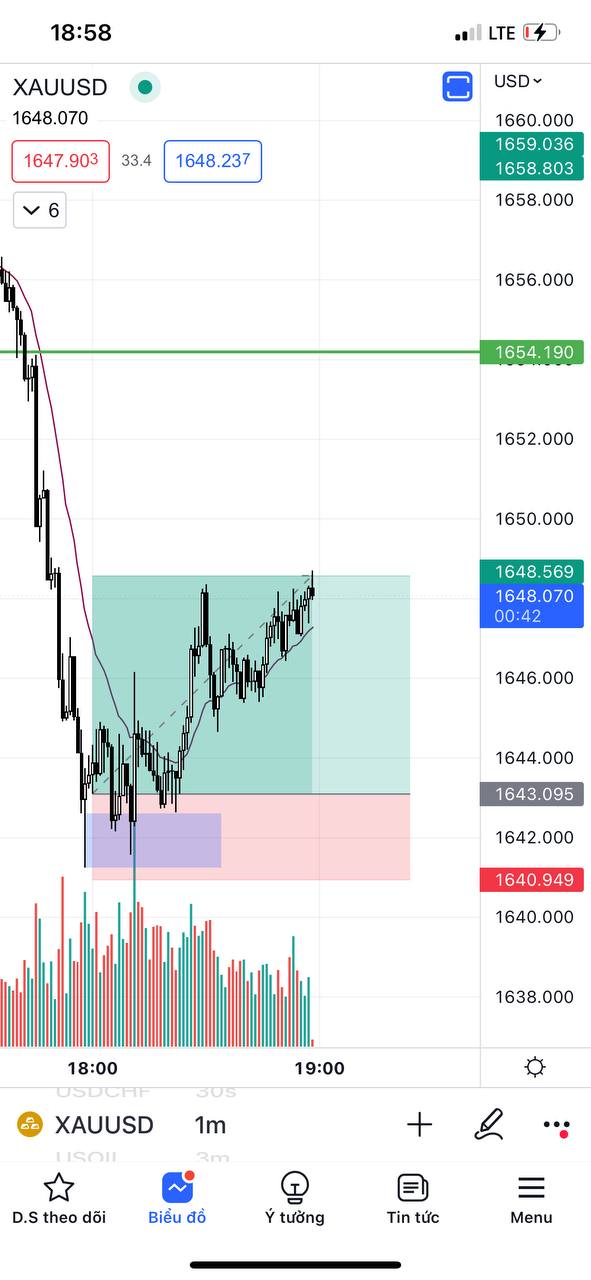 18:58
LTE
XAUUSD
USD
1648.070
1647.903
33.4
1648.237
6
1660.000
1659.036
1658.803
1658.000
1656.000
1654.190
1652.000
1650.000
1648.569
1648.070
00:42
1646.000
1644.000
1643.095
1642.000
1640.949
1640.000
1638.000
18:00
19:00
USDCHF 30s
XAUUSD 1m
USOIL 3m
D.S theo dõi
Biểu đồ
Ý tưởng
Tin tức
Menu